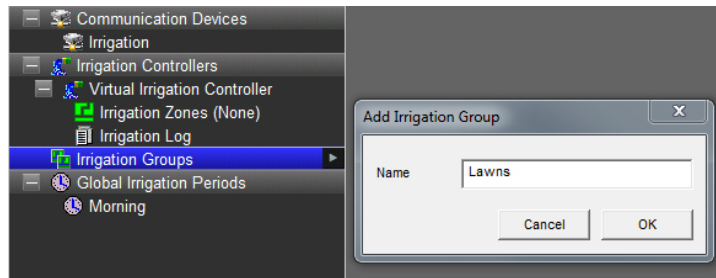 Communication Devices
Irrigation
Irrigation Controllers
Virtual Irrigation Controller
Irrigation Zones (None)
Irrigation Log
Irrigation Groups
Global Irrigation Periods
Morning
Add Irrigation Group
X
Name
Lawns
Cancel
OK